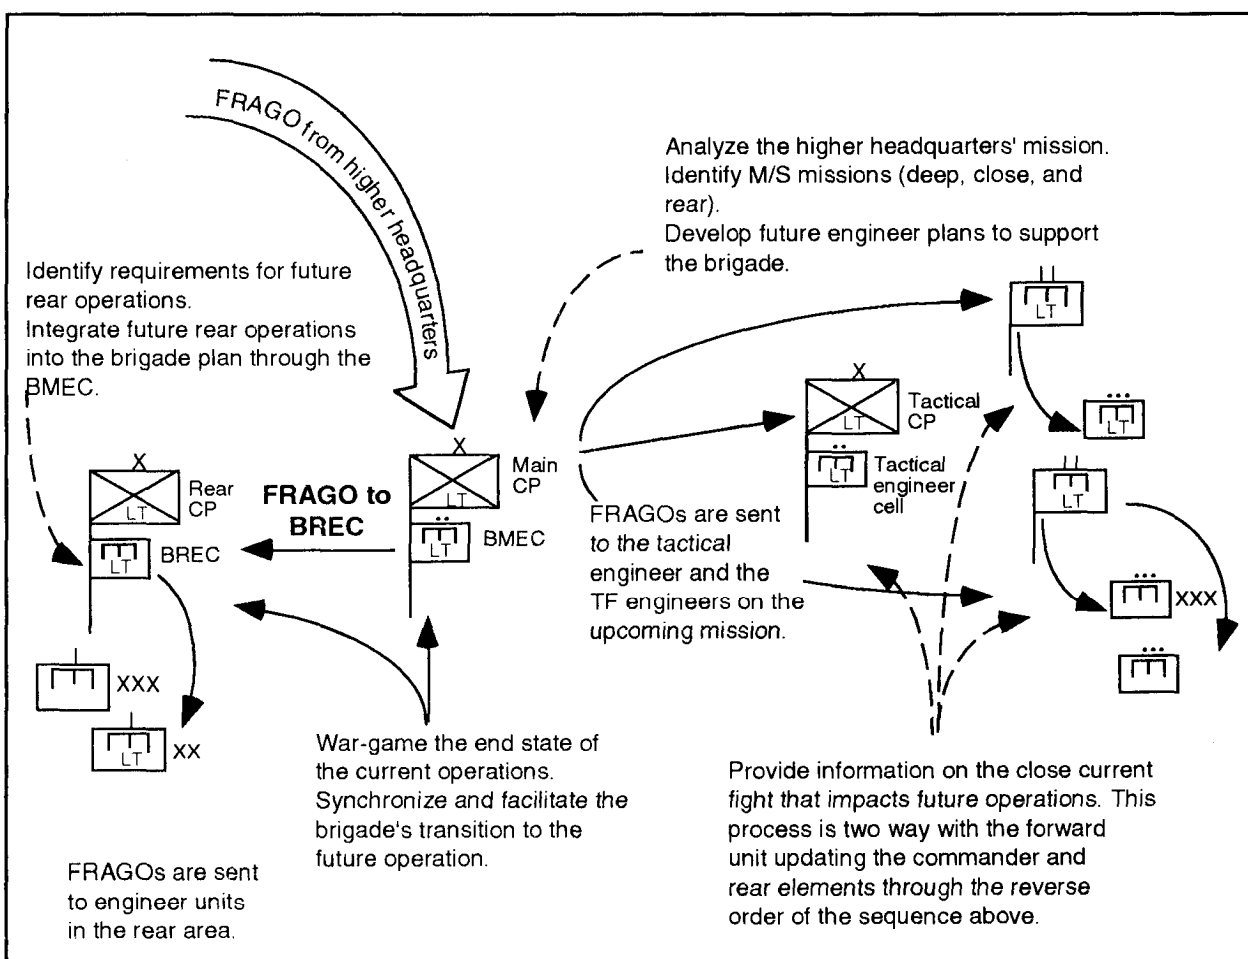 FRAGO from higher headquarters
Analyze the higher headquarters' mission.
Identify M/S missions (deep, close, and
rear).
Develop future engineer plans to support
the brigade.
Identify requirements for future
rear operations.
Integrate future rear operations
into the brigade plan through the
BMEC.
LT
LT
X
LT
Tactical
CP
LT
Tactical
engineer
cell
X
LT
Rear
CP
LT
BREC
FRAGO to
BREC
X
LT
Main
CP
LT
BMEC
LT
FRAGOs are sent
to the tactical
engineer and the
TF engineers on the
upcoming mission.
XXX
XXX
LT
XX
War-game the end state of
the current operations.
Synchronize and facilitate the
brigade's transition to the
future operation.
Provide information on the close current
fight that impacts future operations. This
process is two way with the forward
unit updating the commander and
rear elements through the reverse
order of the sequence above.
FRAGOs are sent
to engineer units
in the rear area.